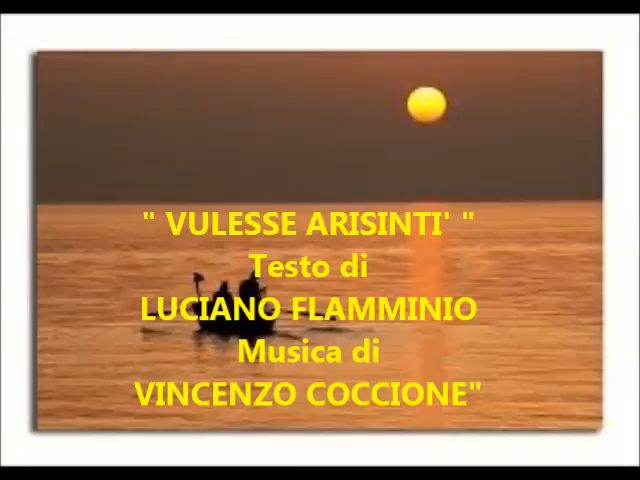 " VULESSE ARISINTI' "
Testo di
LUCIANO FLAMMINIO
Musica di
VINCENZO COCCIONE"